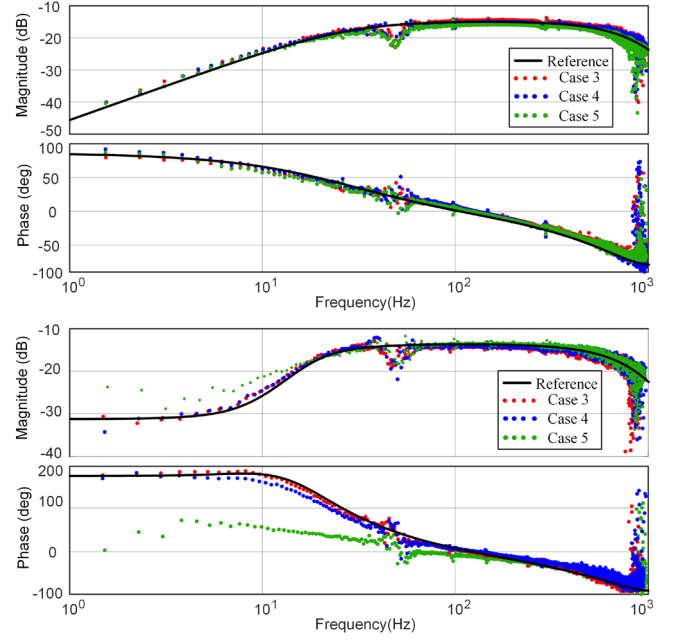 Magnitude (dB)
-10
-20
-30
-40
-50
Reference
Case 3
Case 4
Case 5
Phase (deg)
100
50
0
-50
-100
10^0
10^1
10^2
10^3
Frequency(Hz)
Magnitude (dB)
-10
-20
-30
-40
Reference
Case 3
Case 4
Case 5
Phase (deg)
200
100
0
-100
10^0
10^1
10^2
10^3
Frequency(Hz)